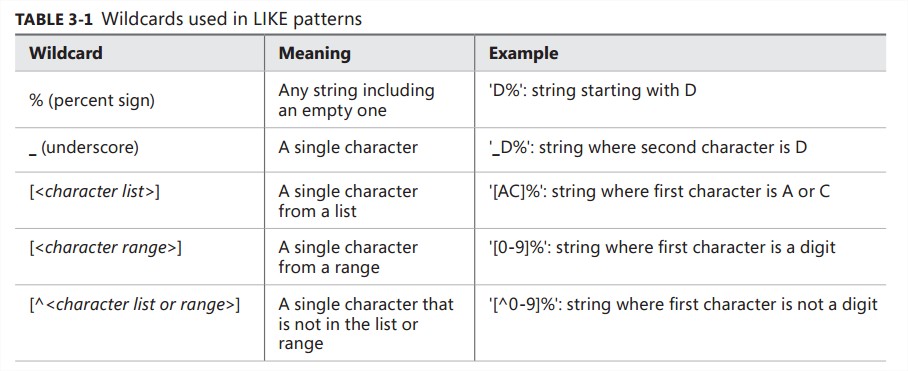 TABLE 3-1 Wildcards used in LIKE patterns
Wildcard Meaning Example
% (percent sign) Any string including an empty one 'D%': string starting with D
_ (underscore) A single character '_D%': string where second character is D
[<character list>] A single character from a list '[AC]%': string where first character is A or C
[<character range>] A single character from a range '[0-9]%': string where first character is a digit
[^<character list or range>] A single character that is not in the list or range '[^0-9]%': string where first character is not a digit